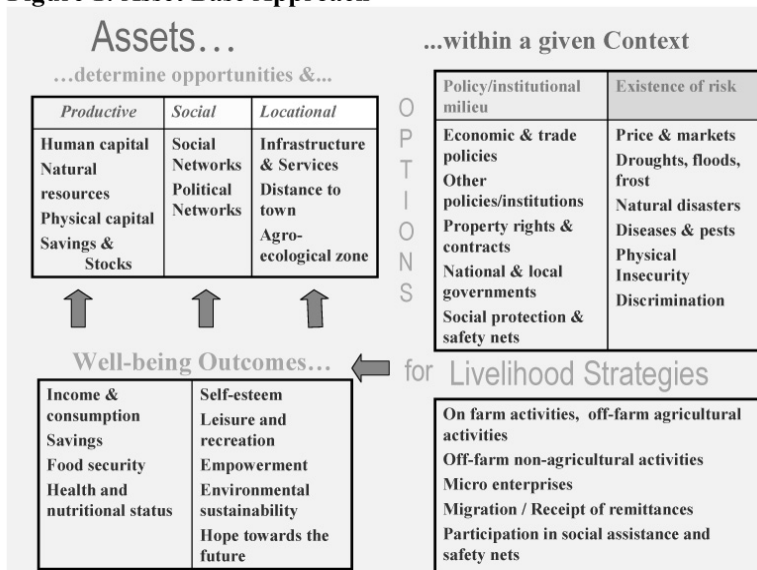 Figure 1: Asset Base Approach
Assets…
…determine opportunities &...
Productive
Human capital
Natural
resources
Physical capital
Savings &
Stocks
Social
Social
Networks
Political
Networks
Locational
Infrastructure
& Services
Distance to
town
Agro-
ecological zone
OPTIONS
...within a given Context
Policy/institutional
milieu
Economic & trade
policies
Other
policies/institutions
Property rights &
contracts
National & local
governments
Social protection &
safety nets
Existence of risk
Price & markets
Droughts, floods,
frost
Natural disasters
Diseases & pests
Physical
Insecurity
Discrimination
for Livelihood Strategies
On farm activities, off-farm agricultural
activities
Off-farm non-agricultural activities
Micro enterprises
Migration / Receipt of remittances
Participation in social assistance and
safety nets
Well-being Outcomes…
Income &
consumption
Savings
Food security
Health and
nutritional status
Self-esteem
Leisure and
recreation
Empowerment
Environmental
sustainability
Hope towards the
future